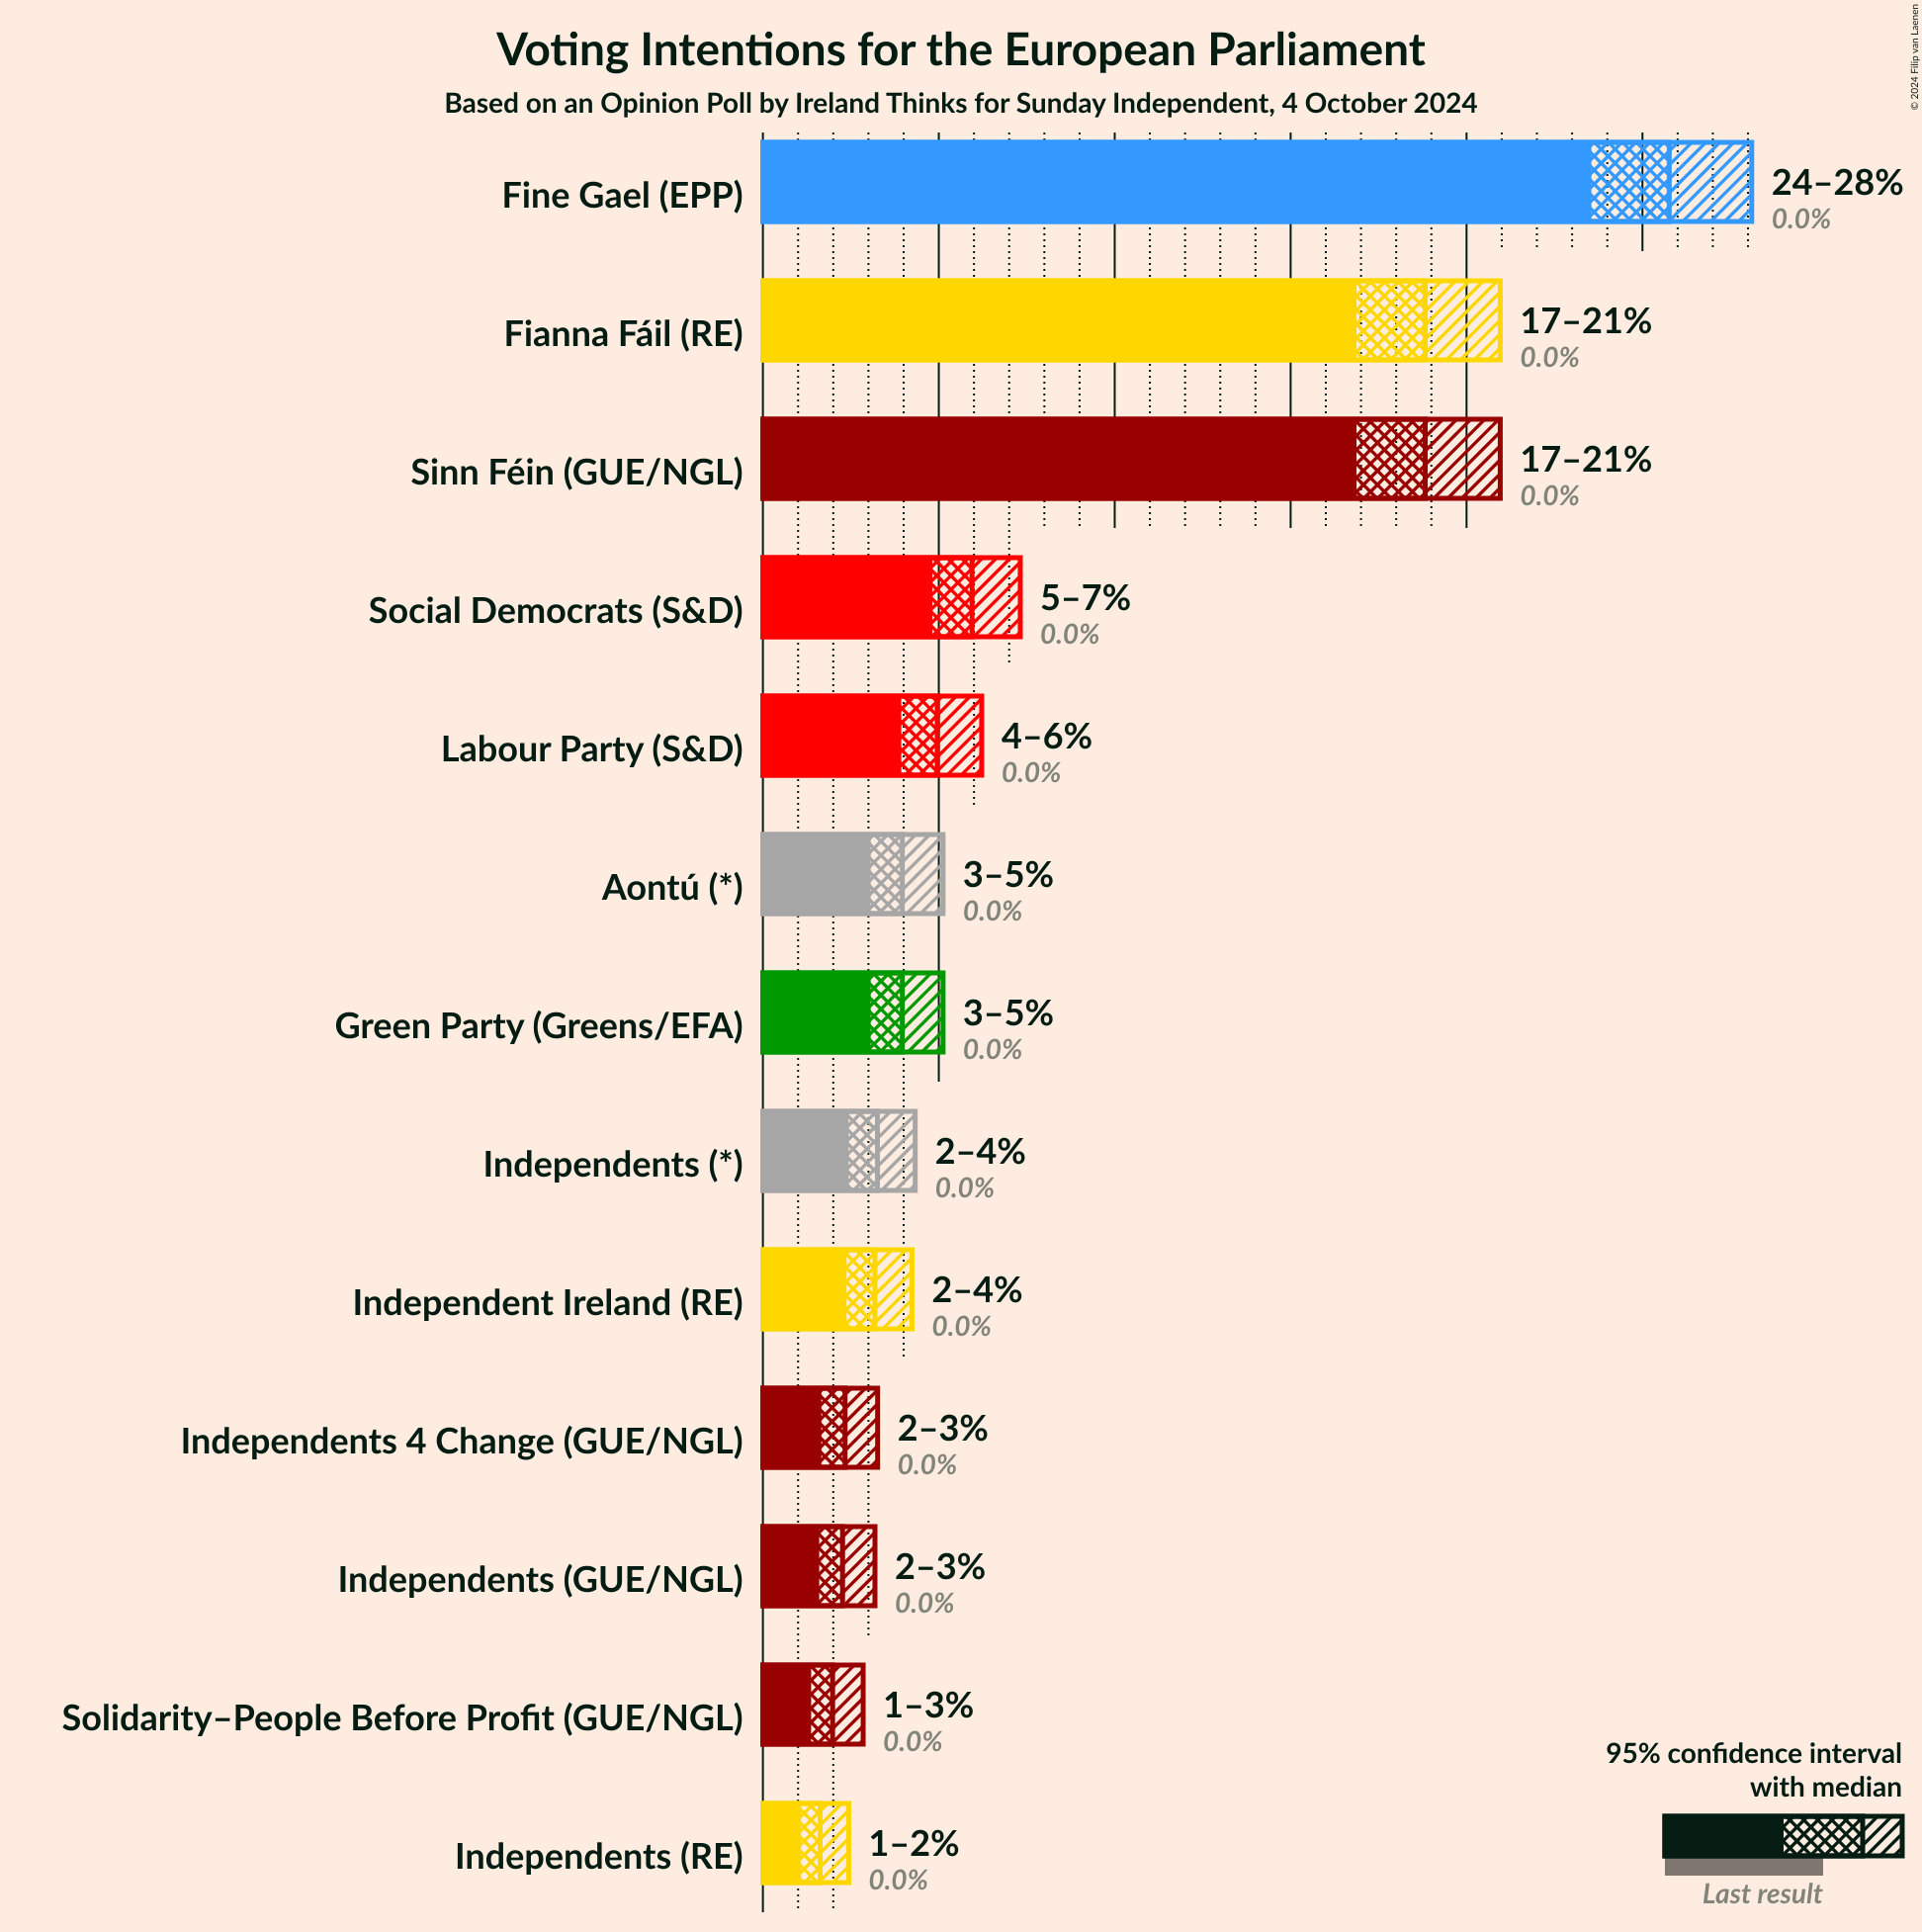 Voting Intentions for the European Parliament
Based on an Opinion Poll by Ireland Thinks for Sunday Independent, 4 October 2024
© 2024 Filip van Laenen
Fine Gael (EPP)
24–28%
0.0%
Fianna Fáil (RE)
17–21%
0.0%
Sinn Féin (GUE/NGL)
17–21%
0.0%
Social Democrats (S&D)
5–7%
0.0%
Labour Party (S&D)
4–6%
0.0%
Aontú (*)
3–5%
0.0%
Green Party (Greens/EFA)
3–5%
0.0%
Independents (*)
2–4%
0.0%
Independent Ireland (RE)
2–4%
0.0%
Independents 4 Change (GUE/NGL)
2–3%
0.0%
Independents (GUE/NGL)
2–3%
0.0%
Solidarity–People Before Profit (GUE/NGL)
1–3%
0.0%
Independents (RE)
1–2%
0.0%
95% confidence interval
with median
Last result